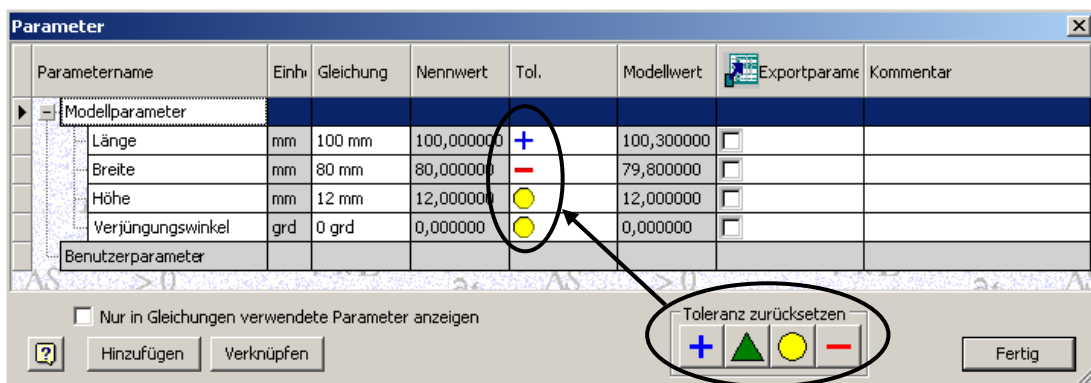 Parameter
Parametername Einh Gleichung Nennwert Tol. Modellwert Exportparame Kommentar
Modellparameter
Länge mm 100 mm 100,000000 100,300000
Breite mm 80 mm 80,000000 79,800000
Höhe mm 12 mm 12,000000 12,000000
Verjüngungswinkel grd 0 grd 0,000000 0,000000
Benutzerparameter
Nur in Gleichungen verwendete Parameter anzeigen
Toleranz zurücksetzen
Hinzufügen Verknüpfen Fertig